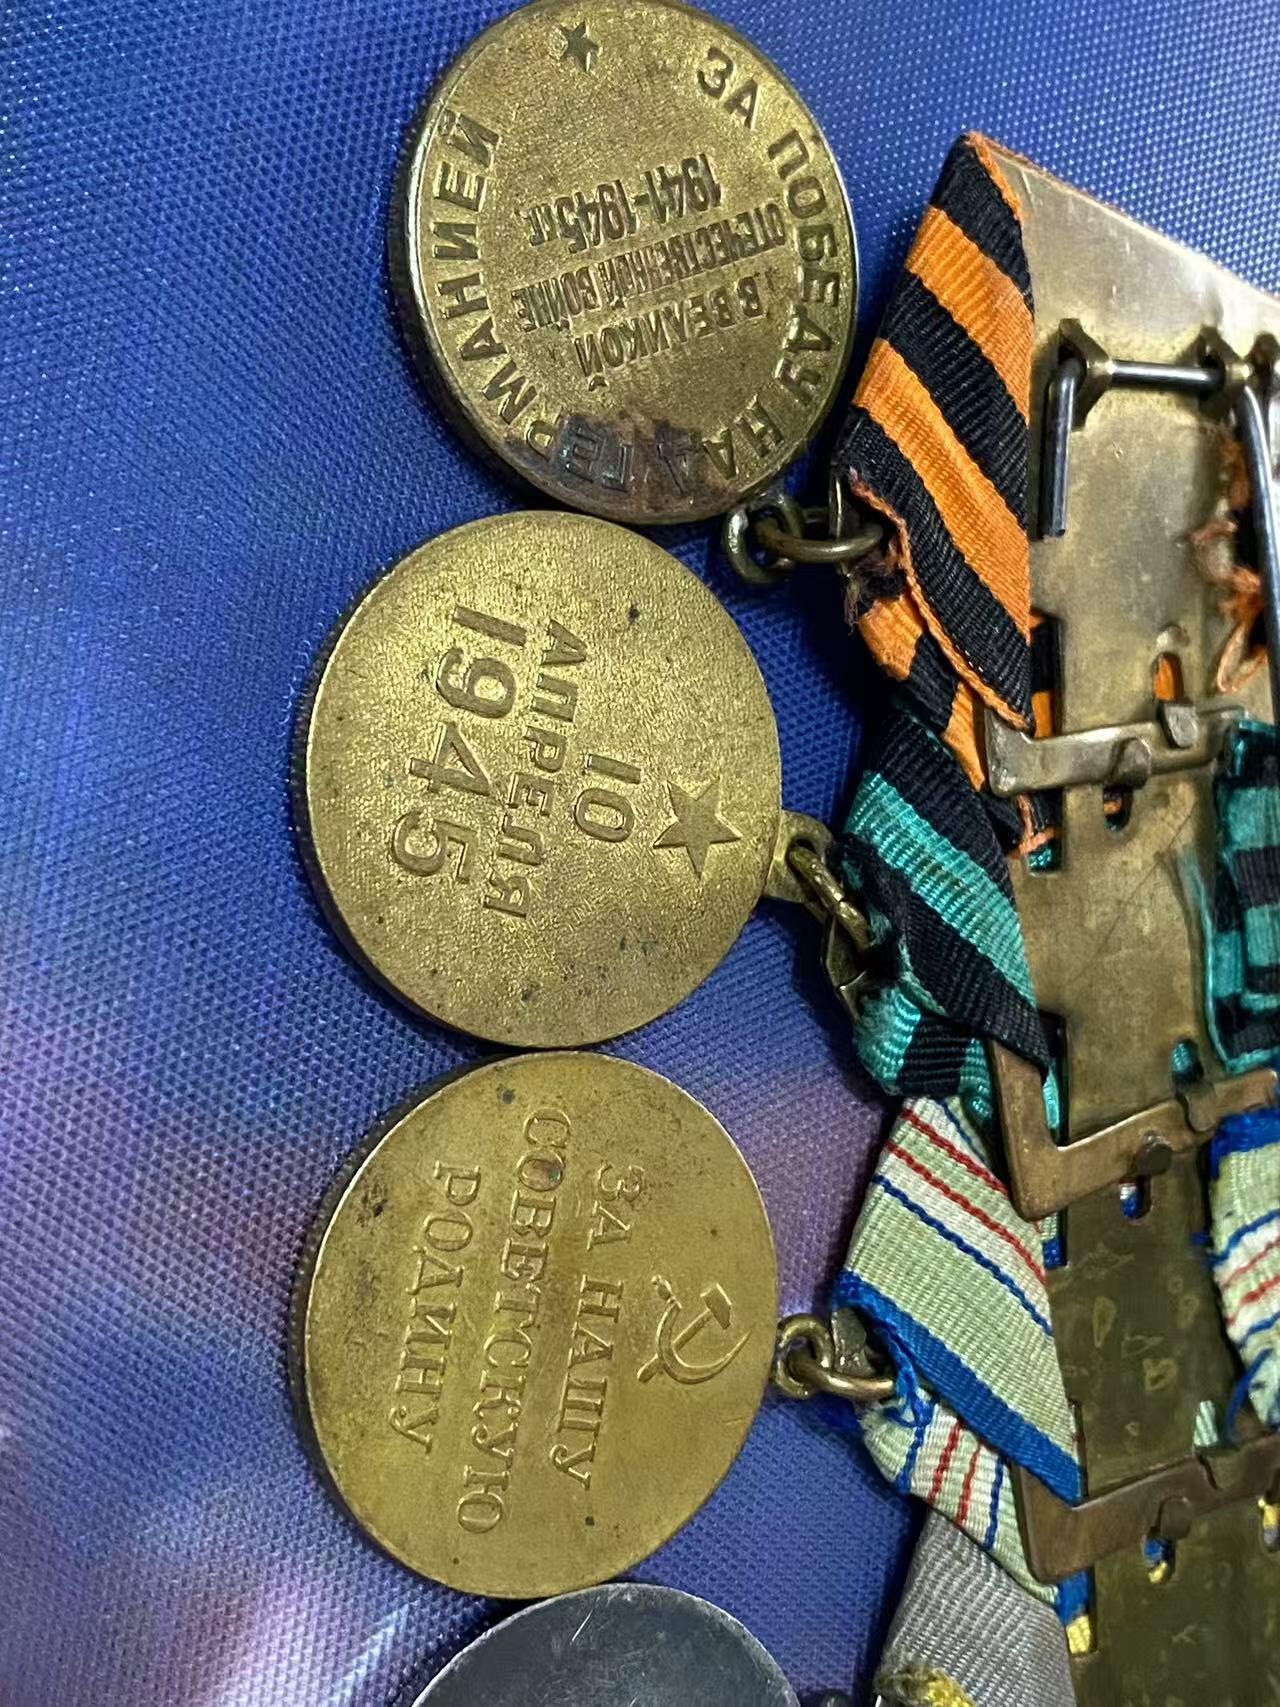 ЗА ПОБЕДУ НАД ГЕРМАНИЕЙ
В ВЕЛИКОЙ
ОТЕЧЕСТВЕННОЙ ВОЙНЕ
1941-1945 гг.
10
АПРЕЛЯ
1945
ЗА НАШУ
СОВЕТСКУЮ
РОДИНУ